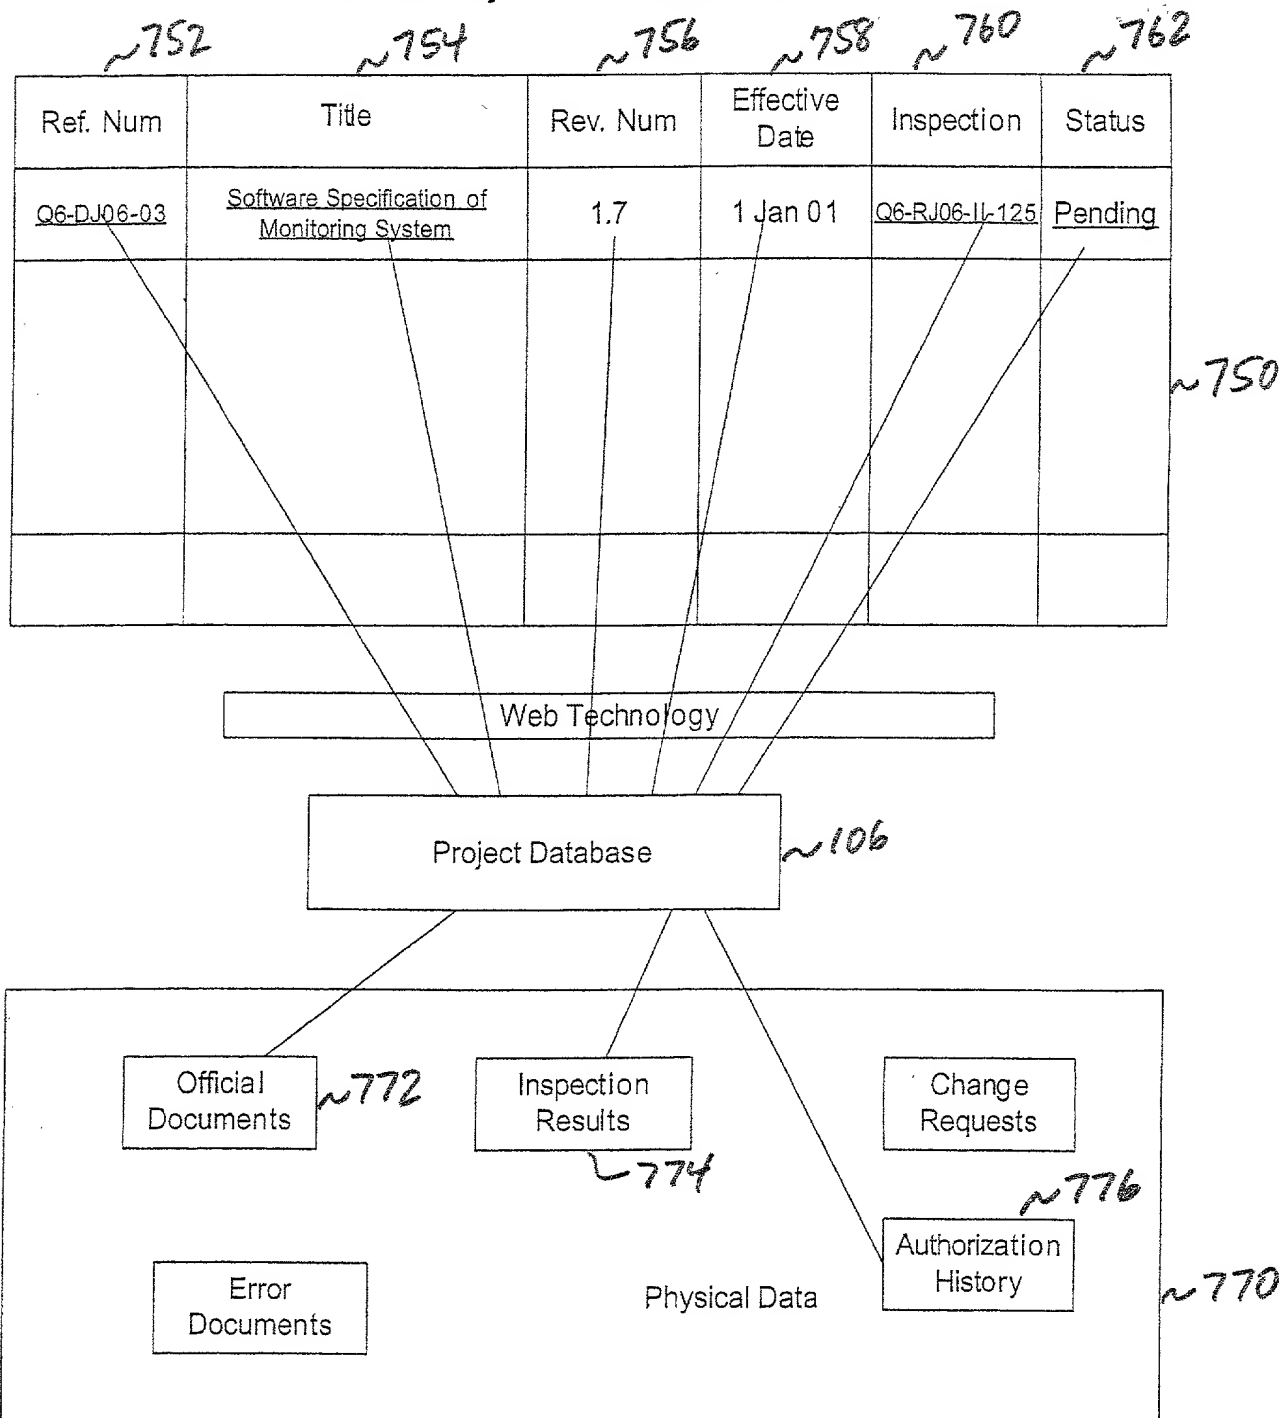 ~752 ~754 ~756 ~758 ~760 ~762
Ref. Num Title Rev. Num Effective Date Inspection Status
Q6-DJ06-03 Software Specification of Monitoring System 1.7 1 Jan 01 Q6-RJ06-II-125 Pending
~750
Web Technology
Project Database ~106
Official Documents ~772
Inspection Results
774
Change Requests
~776
Authorization History
Error Documents
Physical Data
~770